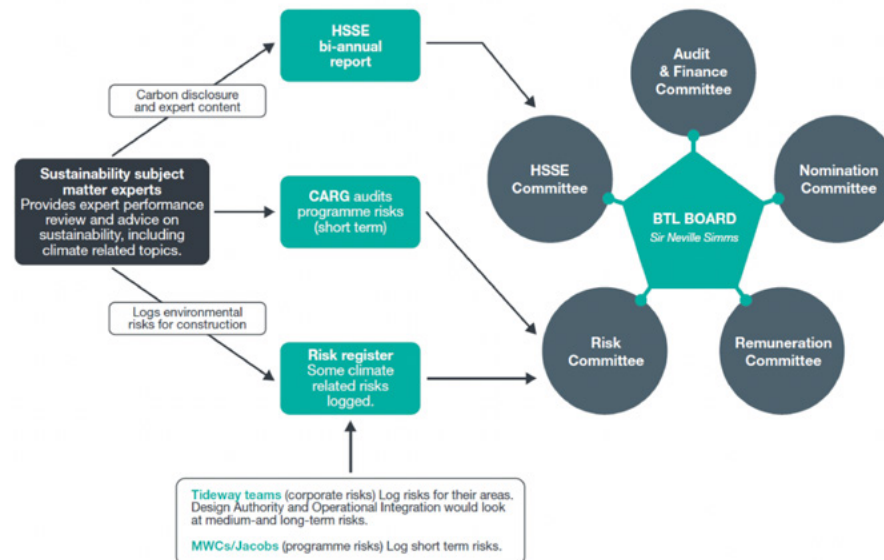 HSSE
bi-annual
report
Audit
& Finance
Committee
Carbon disclosure
and expert content
HSSE
Committee
Nomination
Committee
Sustainability subject
matter experts
Provides expert performance
review and advice on
sustainability, including
climate related topics.
CARG audits
programme risks
(short term)
BTL BOARD
Sir Neville Simms
Logs environmental
risks for construction
Risk
Committee
Remuneration
Committee
Risk register
Some climate
related risks
logged.
Tideway teams (corporate risks) Log risks for their areas.
Design Authority and Operational Integration would look
at medium-and long-term risks.
MWCs/Jacobs (programme risks) Log short term risks.